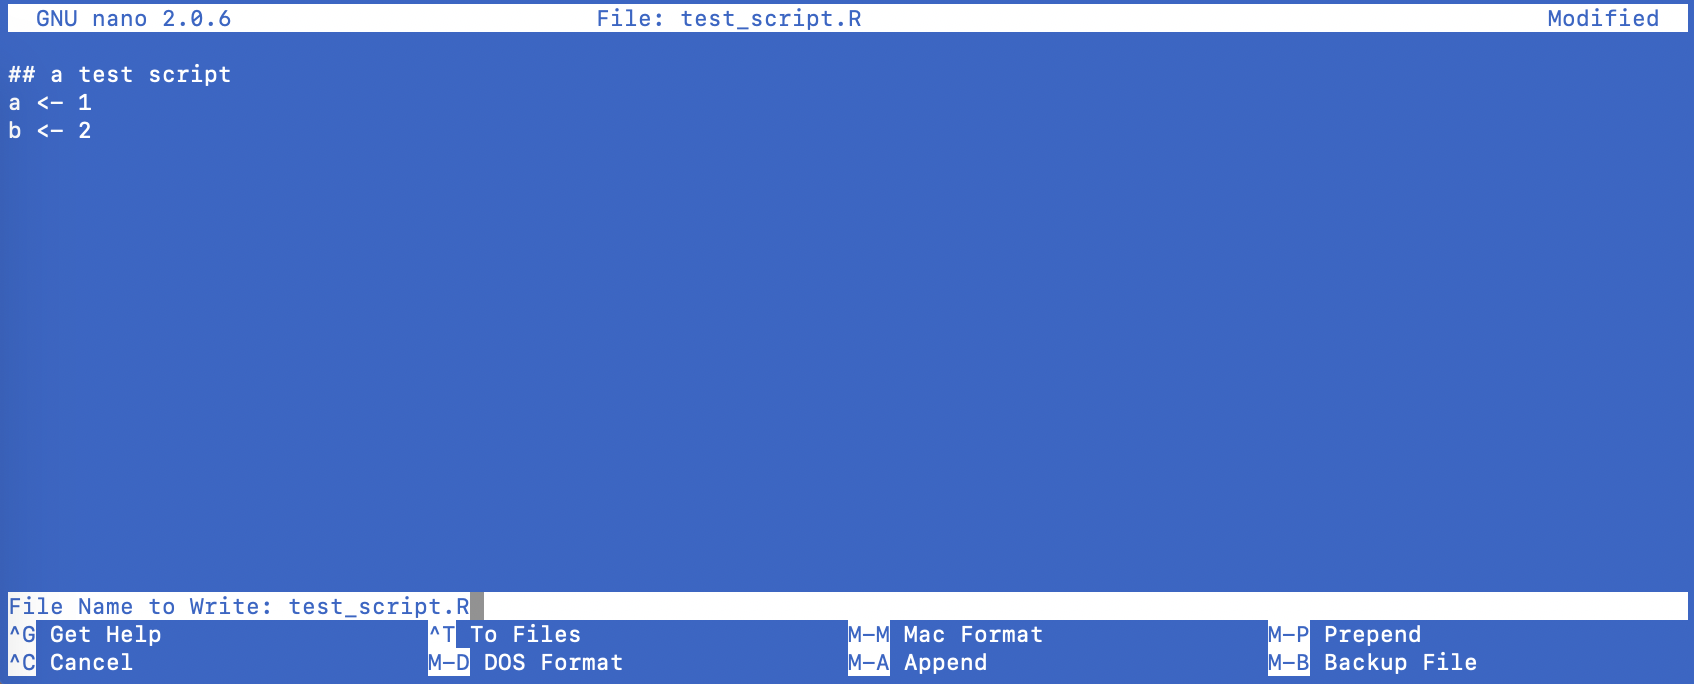 GNU nano 2.0.6 File: test_script.R Modified
## a test script
a <- 1
b <- 2
File Name to Write: test_script.R
^G Get Help ^T To Files M-M Mac Format M-P Prepend
^C Cancel M-D DOS Format M-A Append M-B Backup File